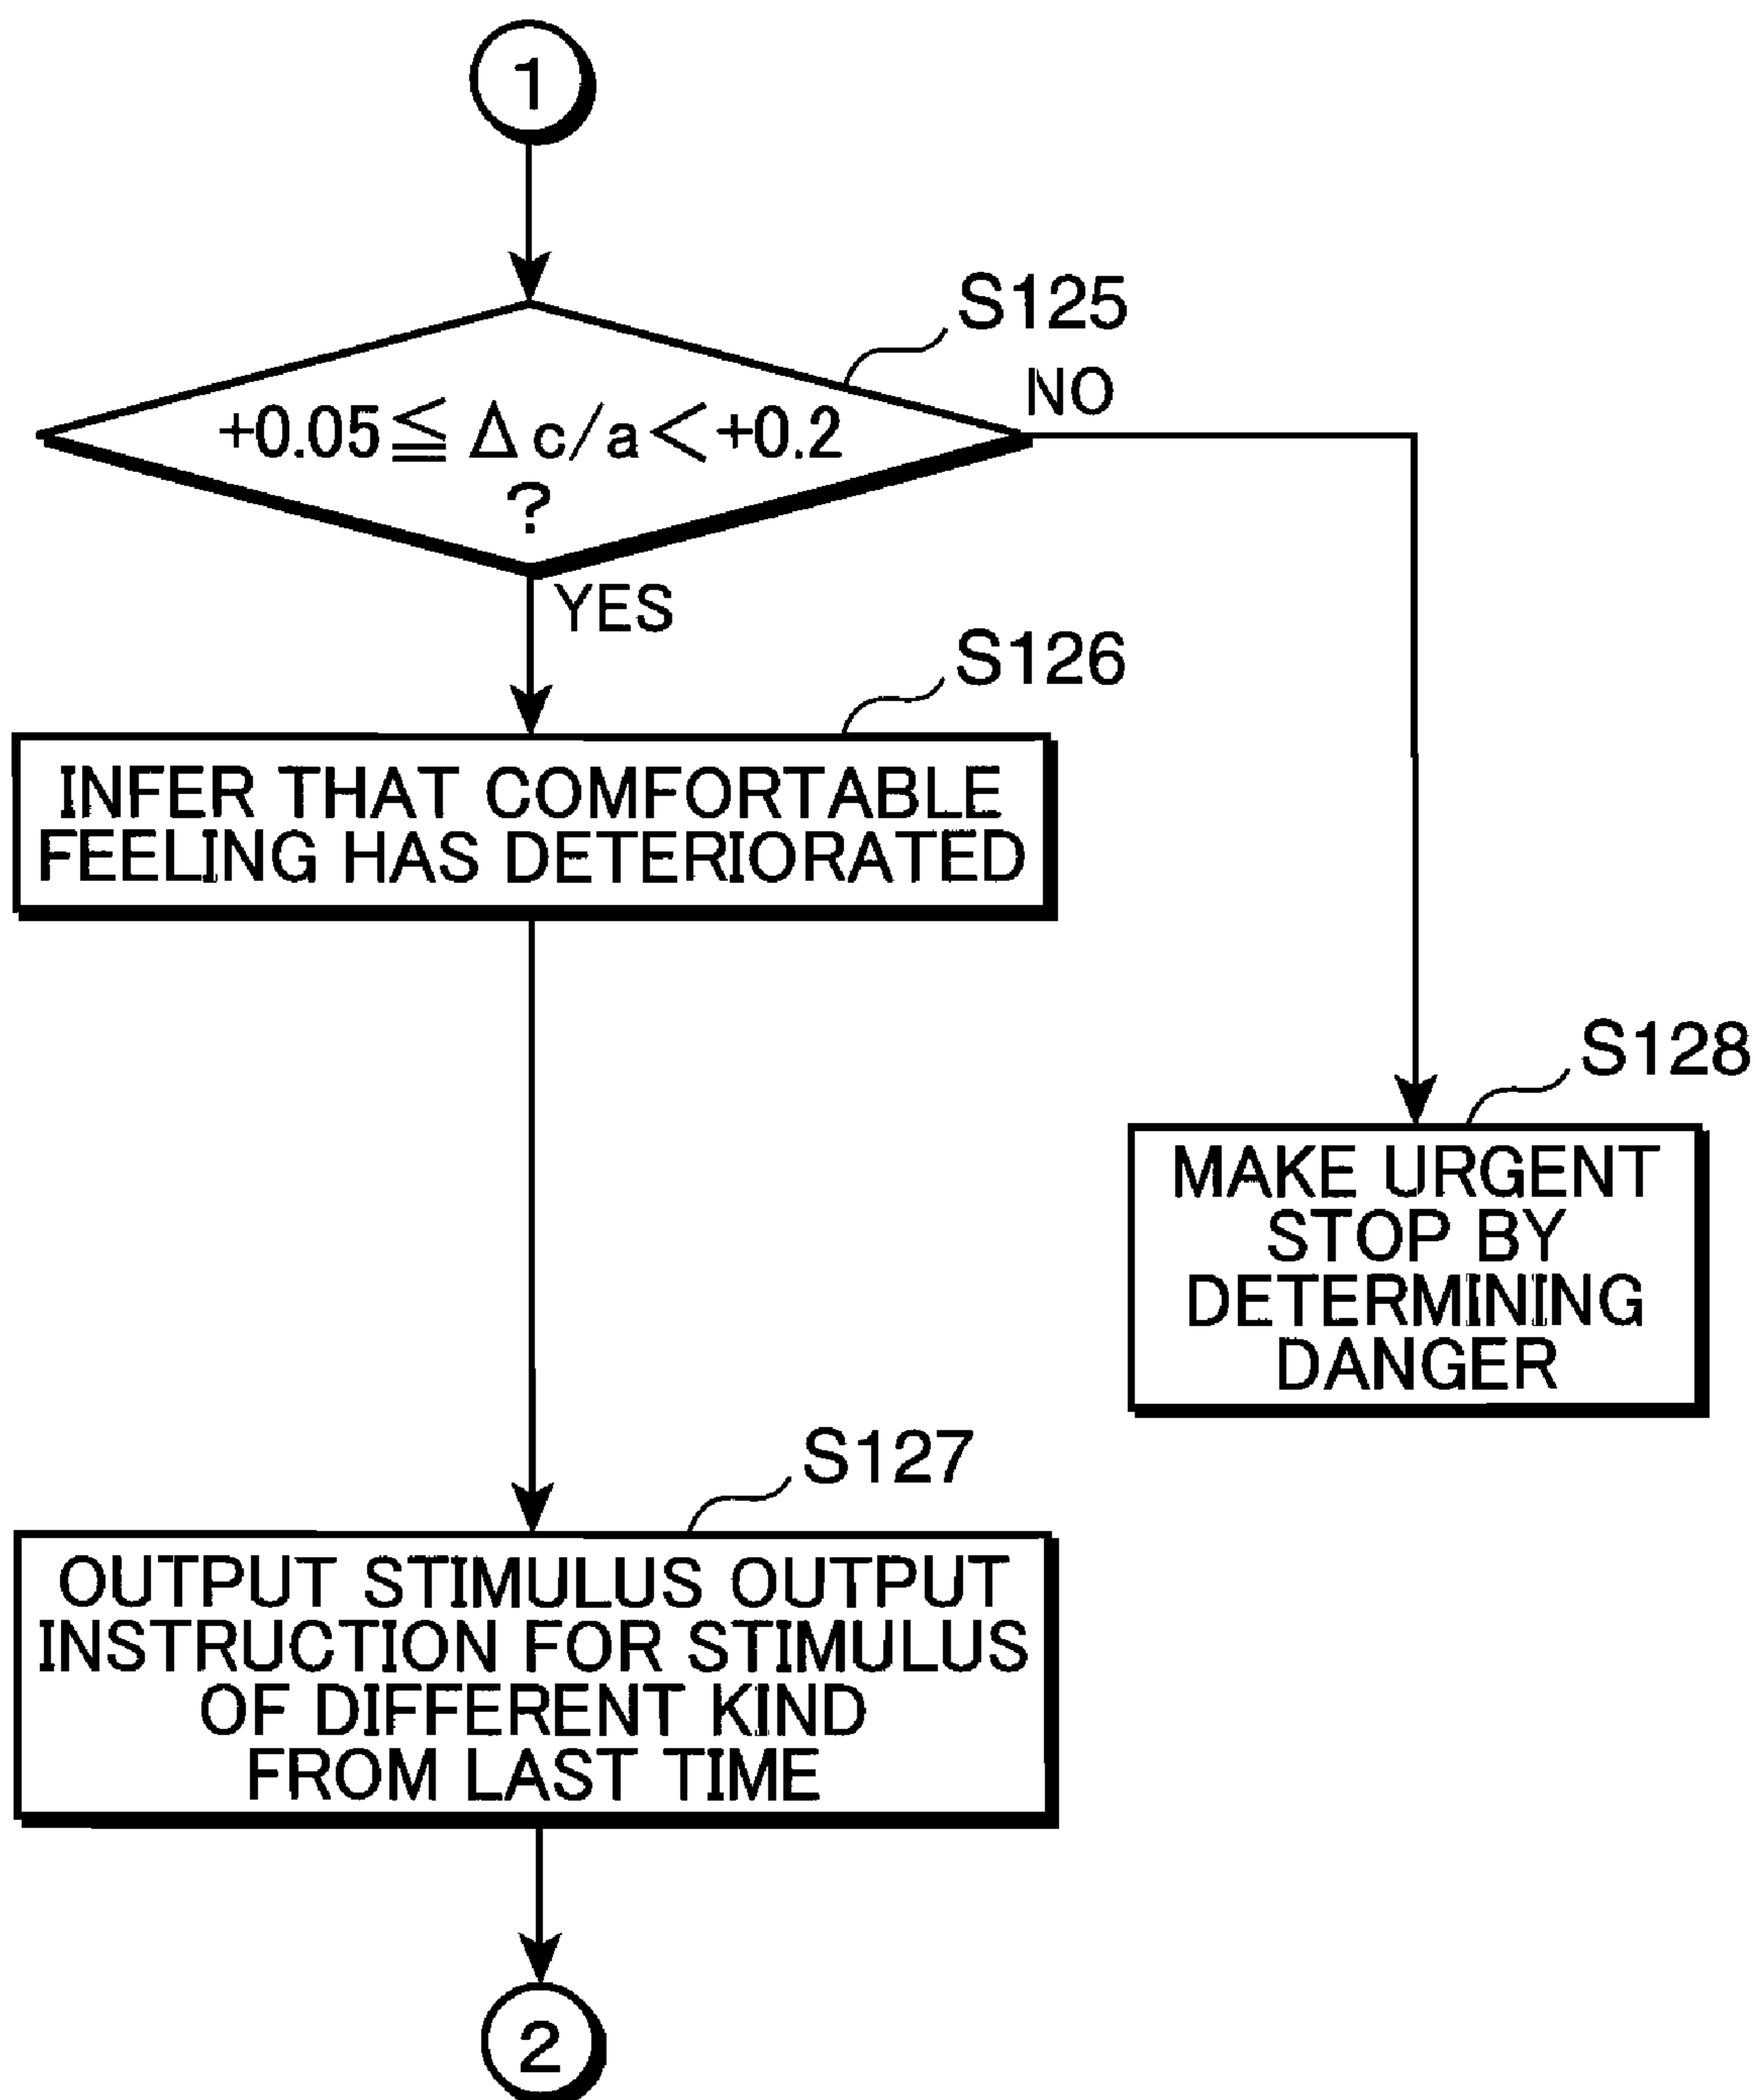 1
S125
+0.05≦Δc/a<+0.2
?
NO
YES
S126
INFER THAT COMFORTABLE
FEELING HAS DETERIORATED
S128
MAKE URGENT
STOP BY
DETERMINING
DANGER
S127
OUTPUT STIMULUS OUTPUT
INSTRUCTION FOR STIMULUS
OF DIFFERENT KIND
FROM LAST TIME
2